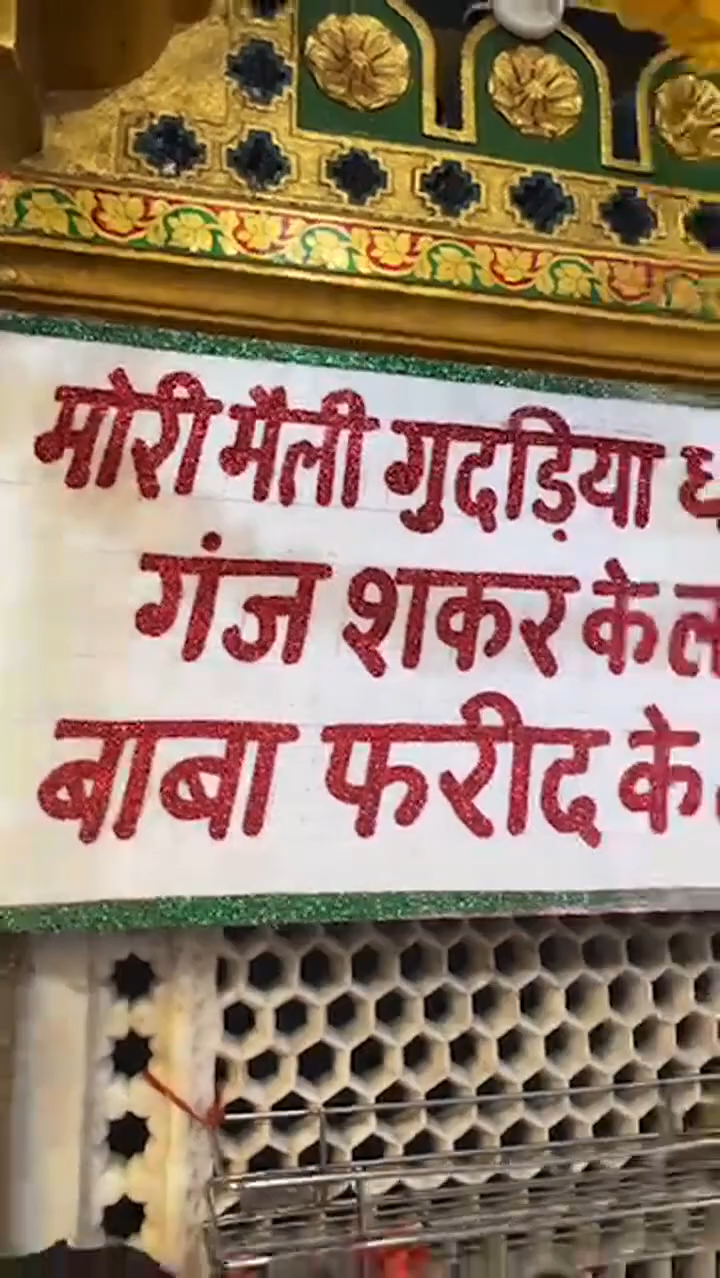 मोरी मैली गुदड़िया
गंज शकर के
बाबा फरीद के